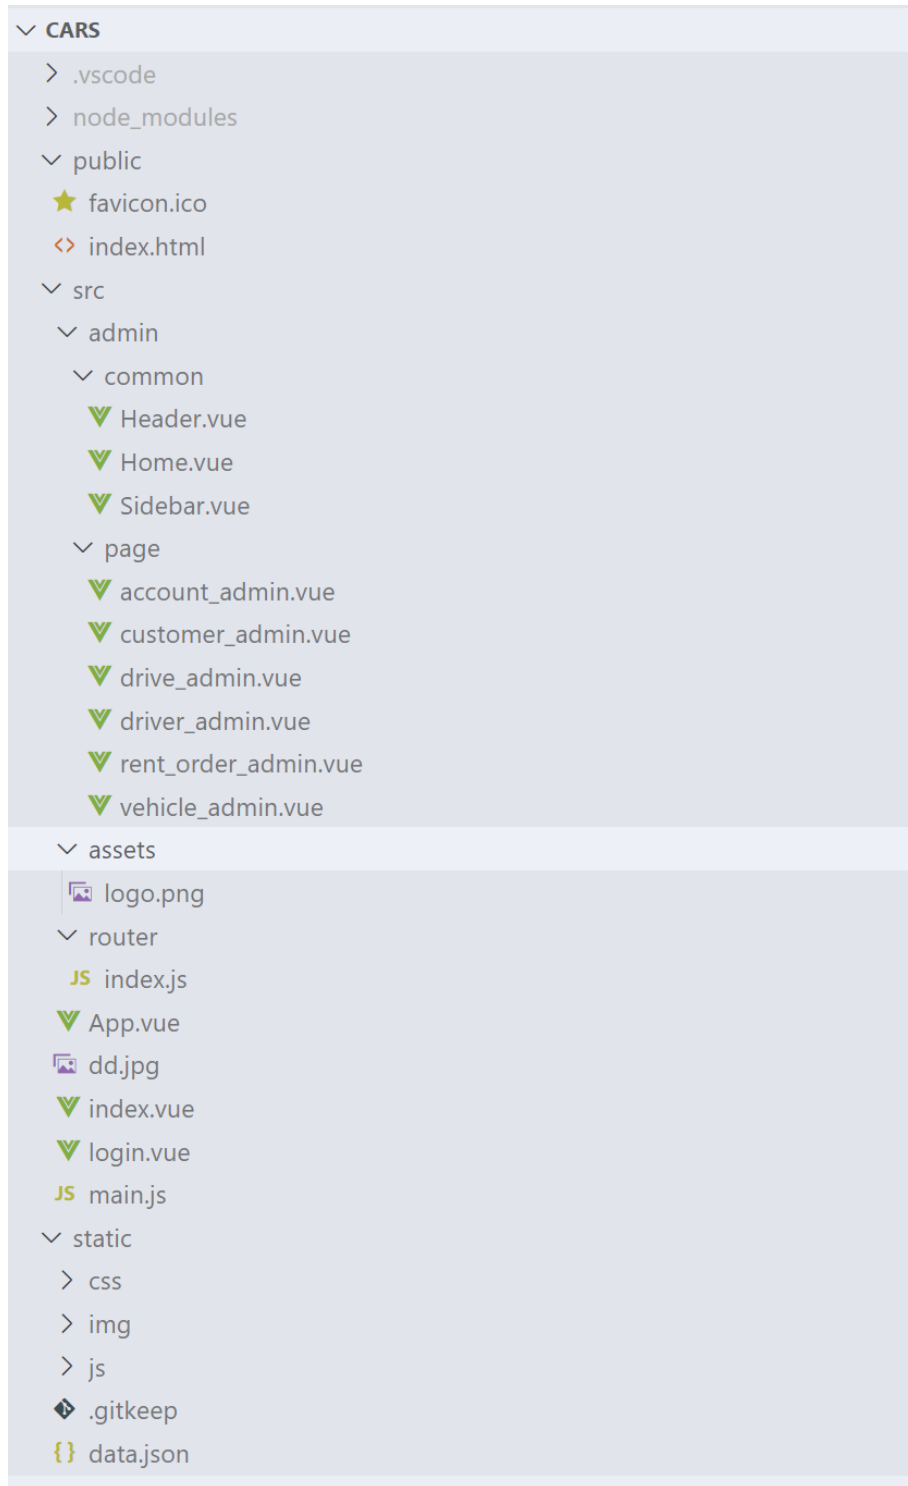 CARS
.vscode
node_modules
public
favicon.ico
<> index.html
src
admin
common
Header.vue
Home.vue
Sidebar.vue
page
account_admin.vue
customer_admin.vue
drive_admin.vue
driver_admin.vue
rent_order_admin.vue
vehicle_admin.vue
assets
logo.png
router
JS index.js
App.vue
dd.jpg
index.vue
login.vue
JS main.js
static
css
img
js
.gitkeep
{} data.json